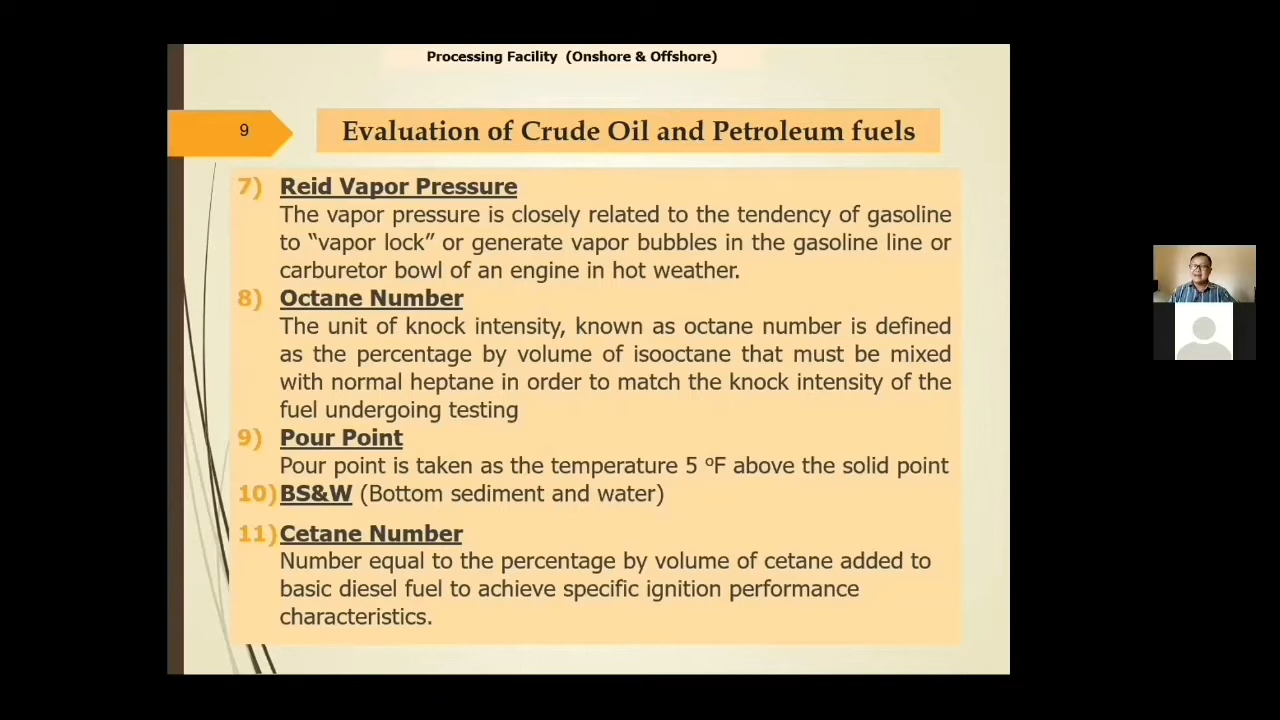 Processing Facility (Onshore & Offshore)
9
Evaluation of Crude Oil and Petroleum fuels
7) Reid Vapor Pressure
The vapor pressure is closely related to the tendency of gasoline
to “vapor lock” or generate vapor bubbles in the gasoline line or
carburetor bowl of an engine in hot weather.
8) Octane Number
The unit of knock intensity, known as octane number is defined
as the percentage by volume of isooctane that must be mixed
with normal heptane in order to match the knock intensity of the
fuel undergoing testing
9) Pour Point
Pour point is taken as the temperature 5 ºF above the solid point
10) BS&W (Bottom sediment and water)
11) Cetane Number
Number equal to the percentage by volume of cetane added to
basic diesel fuel to achieve specific ignition performance
characteristics.